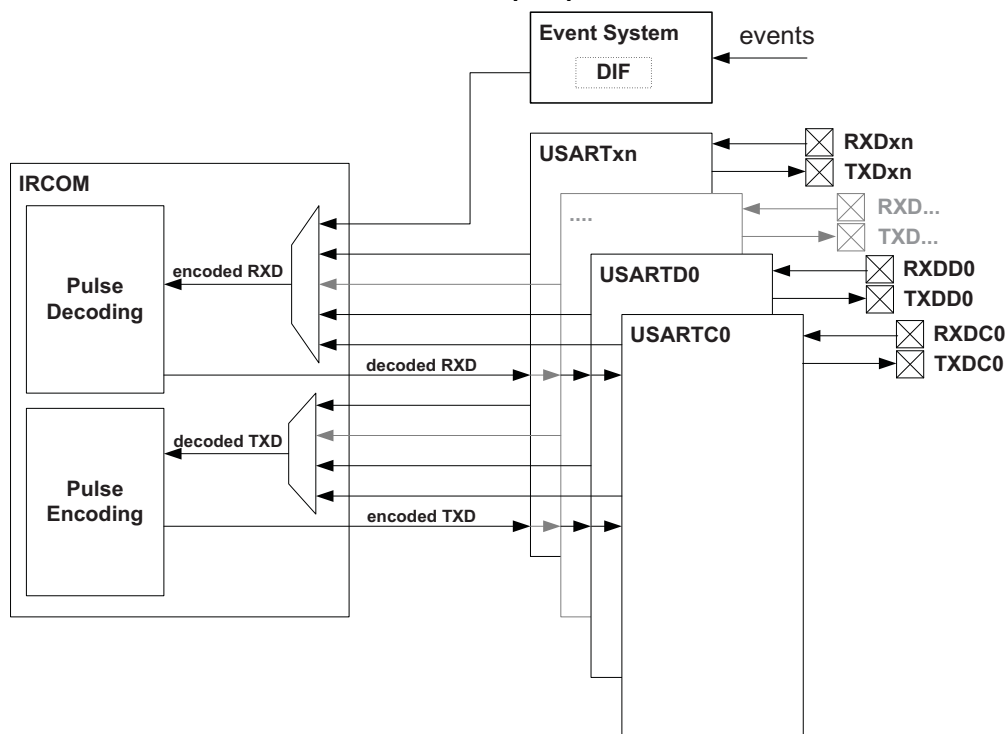 Event System
DIF
events
USARTxn
RXDxn
TXDxn
IRCOM
....
RXD...
TXD...
Pulse
Decoding
encoded RXD
USARTD0
RXDD0
TXDD0
USARTC0
RXDC0
TXDC0
decoded RXD
decoded TXD
Pulse
Encoding
encoded TXD